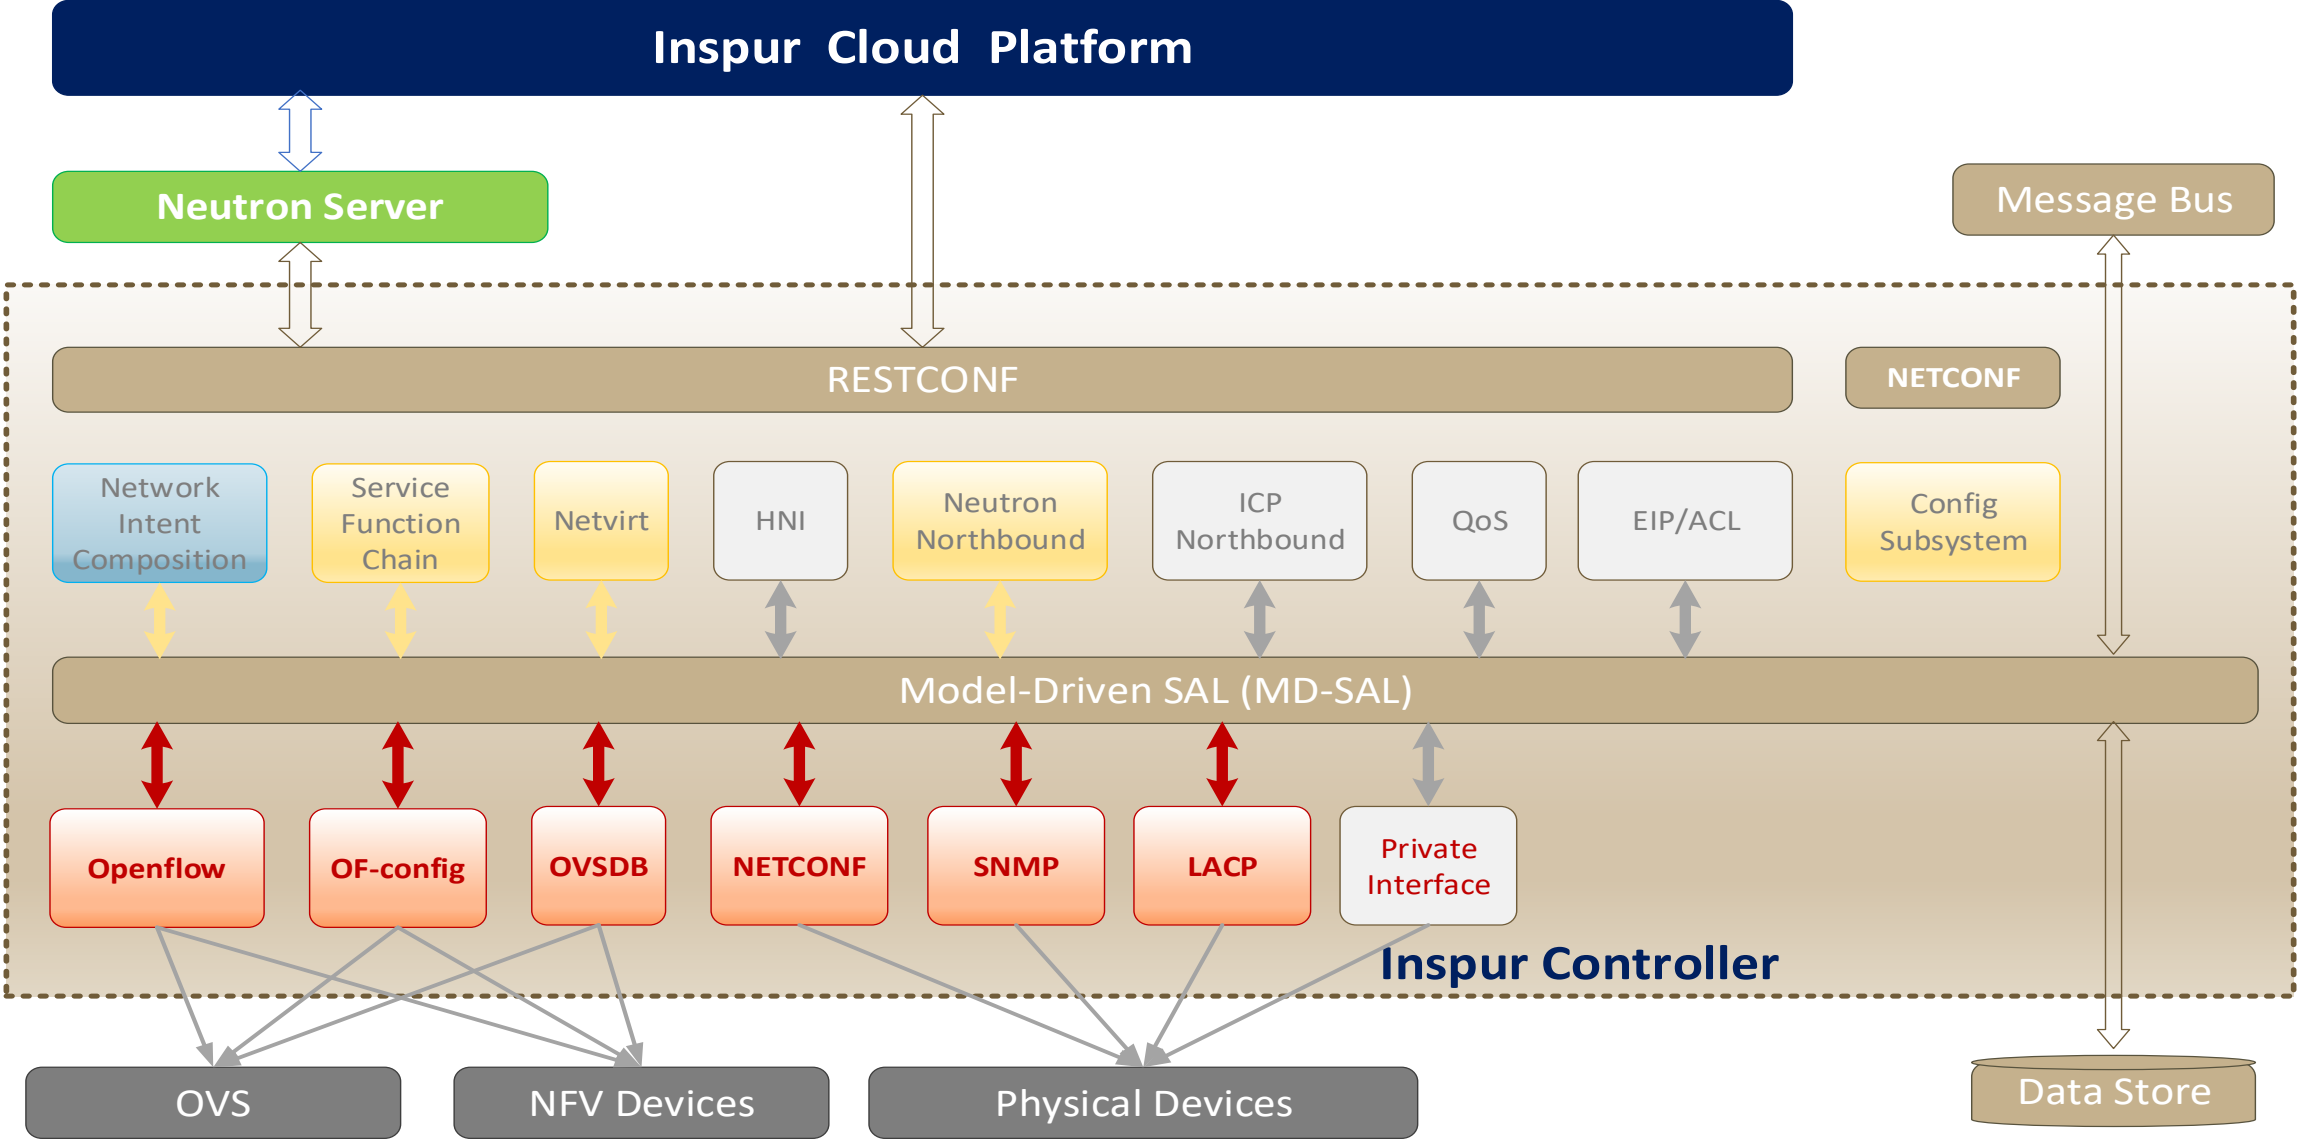 Inspur Cloud Platform
Neutron Server
Message Bus
RESTCONF
NETCONF
Network
Intent
Composition
Service
Function
Chain
Netvirt
HNI
Neutron
Northbound
ICP
Northbound
QoS
EIP/ACL
Config
Subsystem
Model-Driven SAL (MD-SAL)
Openflow
OF-config
OVSDB
NETCONF
SNMP
LACP
Private
Interface
Inspur Controller
OVS
NFV Devices
Physical Devices
Data Store